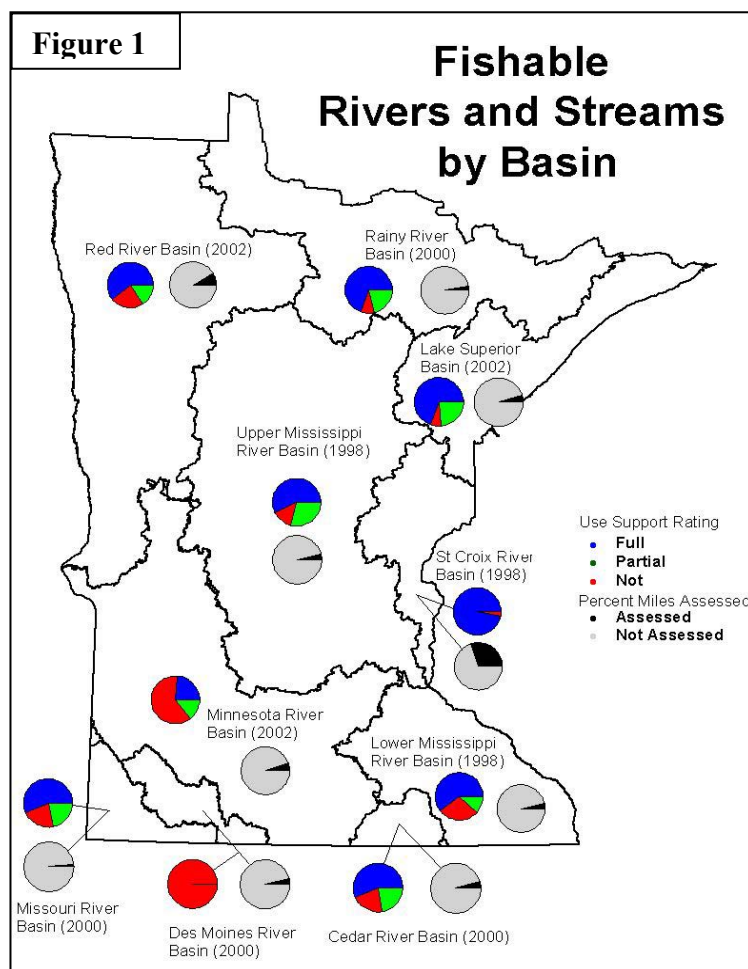 Figure 1
Fishable
Rivers and Streams
by Basin
Red River Basin (2002)
Rainy River
Basin (2000)
Lake Superior
Basin (2002)
Upper Mississippi
River Basin (1998)
St Croix River
Basin (1998)
Use Support Rating
Full
Partial
Not
Percent Miles Assessed
Assessed
Not Assessed
Minnesota River
Basin (2002)
Lower Mississippi
River Basin (1998)
Missouri River
Basin (2000)
Des Moines River
Basin (2000)
Cedar River Basin (2000)